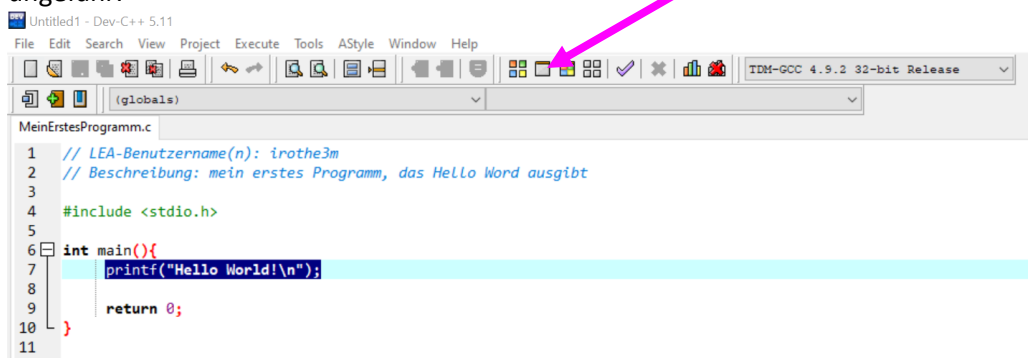 Untitled1 - Dev-C++ 5.11
File Edit Search View Project Execute Tools AStyle Window Help
TDM-GCC 4.9.2 32-bit Release
(globals)
MeinErstesProgramm.c
1 // LEA-Benutzername(n): irothe3m
2 // Beschreibung: mein erstes Programm, das Hello Word ausgibt
3
4 #include <stdio.h>
5
6 int main(){
7 printf("Hello World!\n");
8
9 return 0;
10 }
11